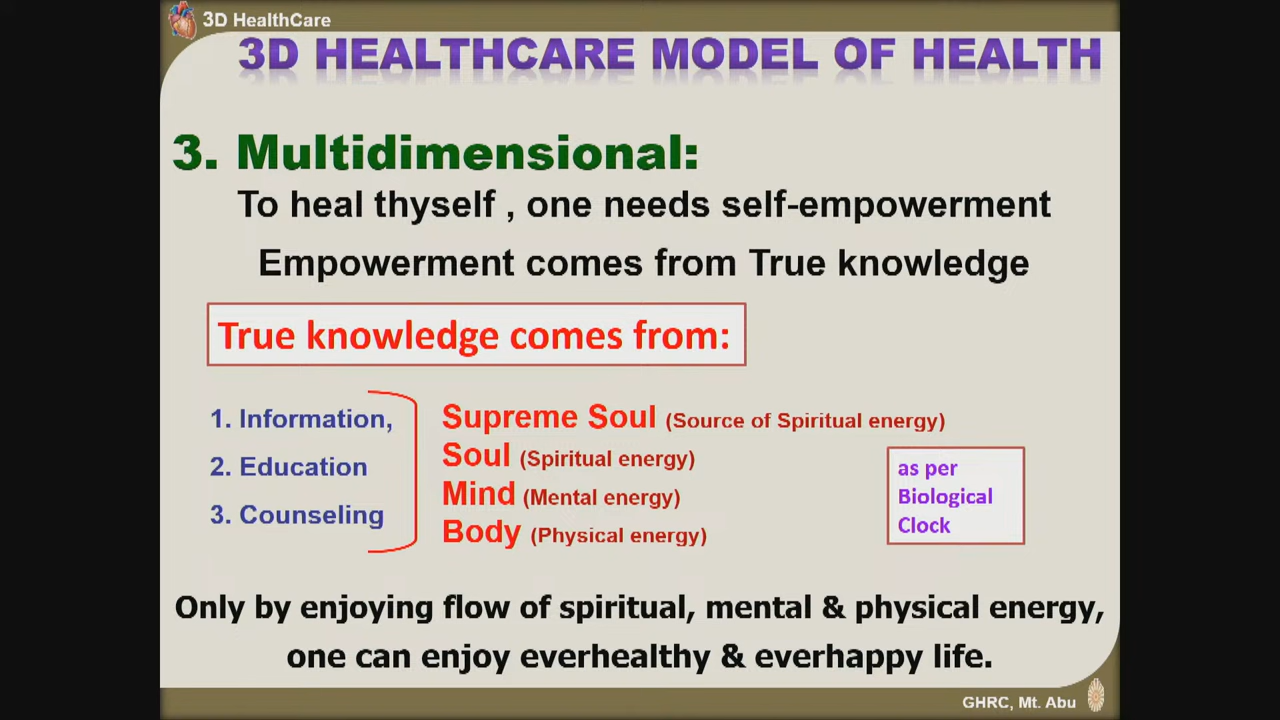 3D HealthCare
3D HEALTHCARE MODEL OF HEALTH
3. Multidimensional:
To heal thyself , one needs self-empowerment
Empowerment comes from True knowledge
True knowledge comes from:
1. Information,
2. Education
3. Counseling
Supreme Soul (Source of Spiritual energy)
Soul (Spiritual energy)
Mind (Mental energy)
Body (Physical energy)
as per
Biological
Clock
Only by enjoying flow of spiritual, mental & physical energy,
one can enjoy everhealthy & everhappy life.
GHRC, Mt. Abu